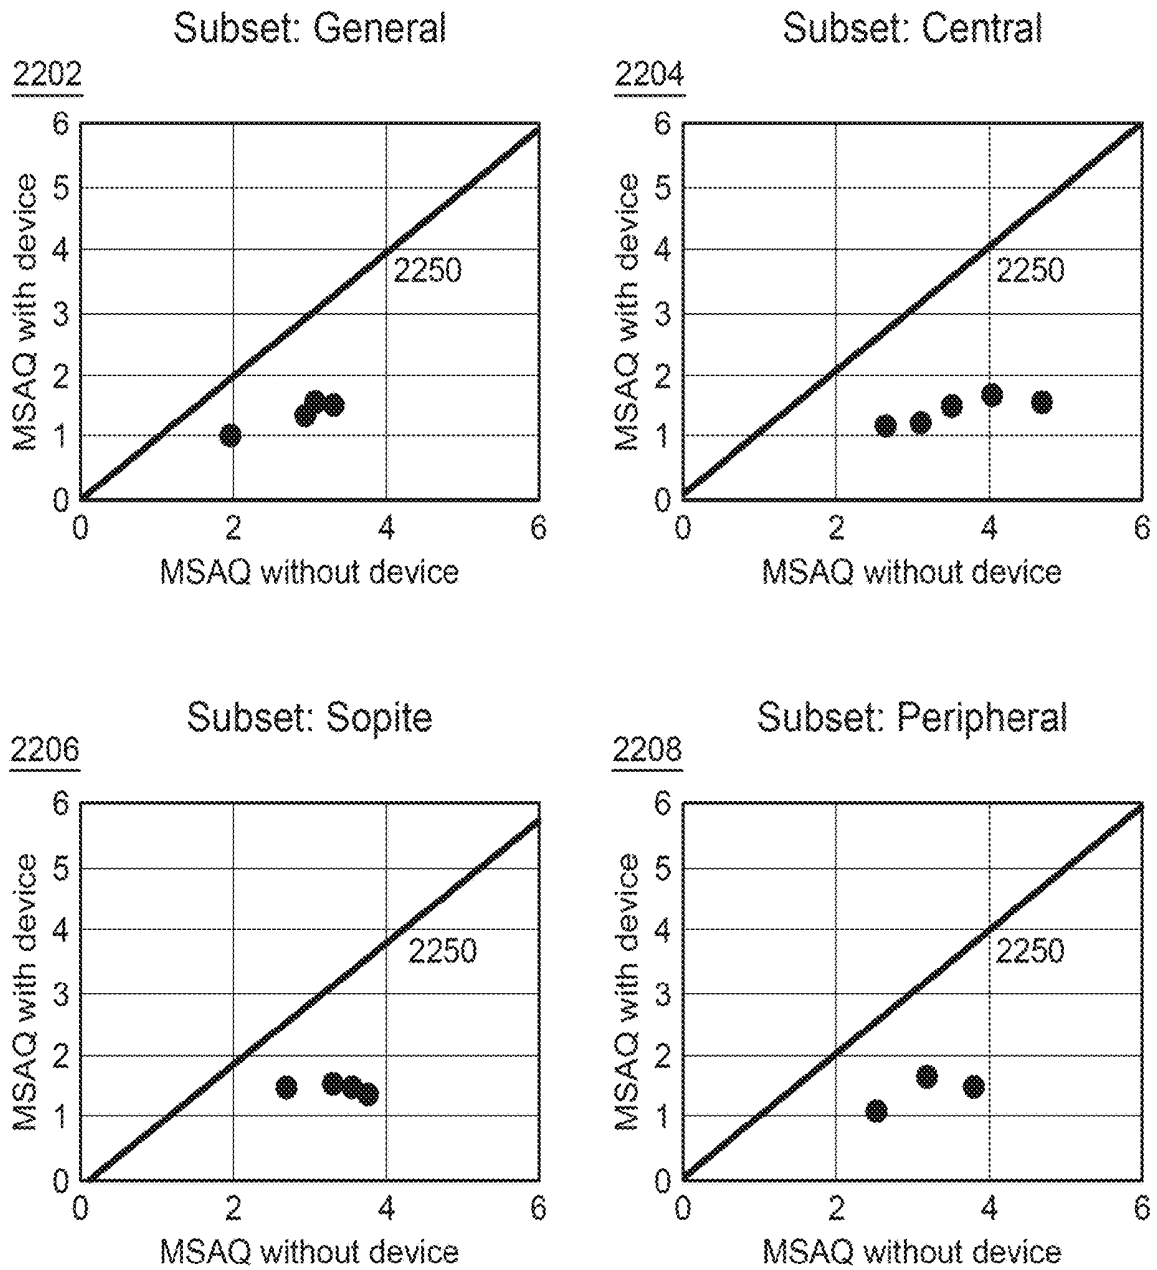 Subset: General
2202
6
5
4
3
2
1
0
MSAQ with device
2250
0 2 4 6
MSAQ without device
Subset: Central
2204
6
5
4
3
2
1
0
MSAQ with device
2250
0 2 4 6
MSAQ without device
Subset: Sopite
2206
6
5
4
3
2
1
0
MSAQ with device
2250
0 2 4 6
MSAQ without device
Subset: Peripheral
2208
6
5
4
3
2
1
0
MSAQ with device
2250
0 2 4 6
MSAQ without device